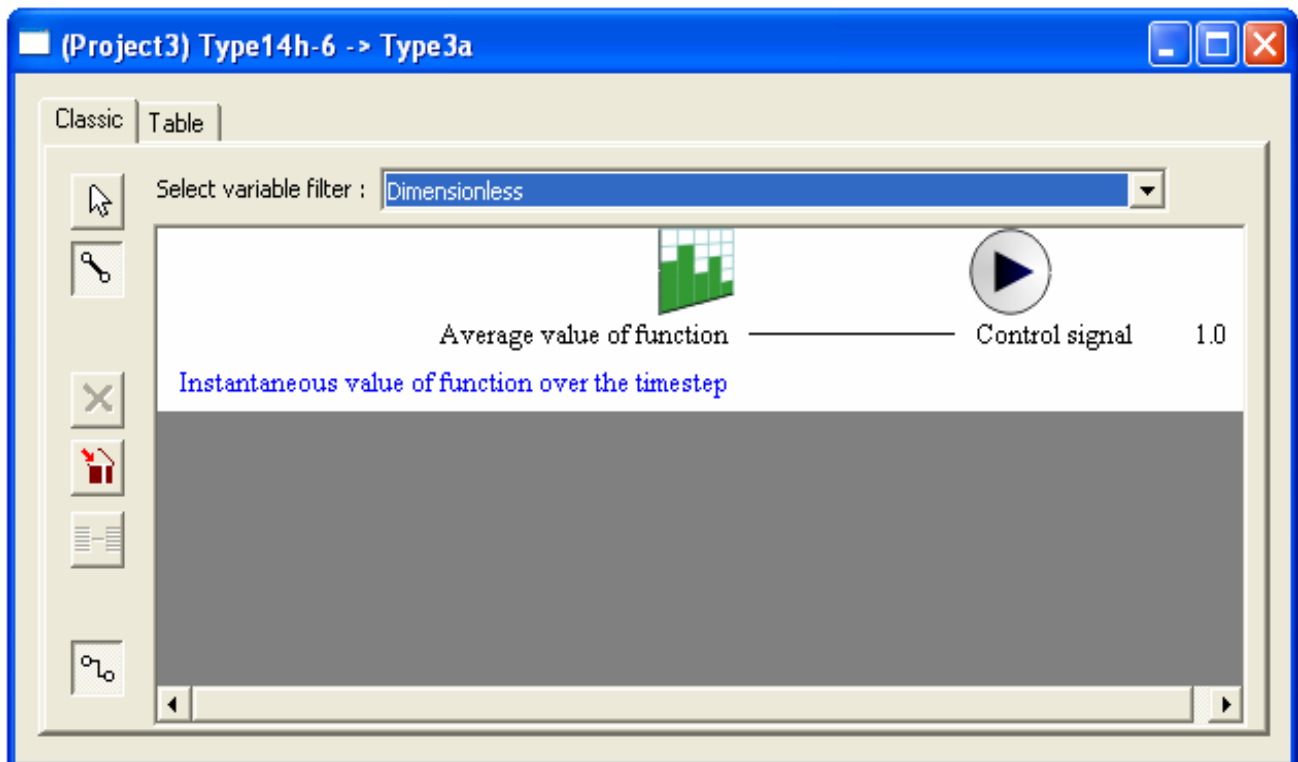 (Project3) Type14h-6 -> Type3a
Classic Table
Select variable filter : Dimensionless
Average value of function Control signal 1.0
Instantaneous value of function over the timestep